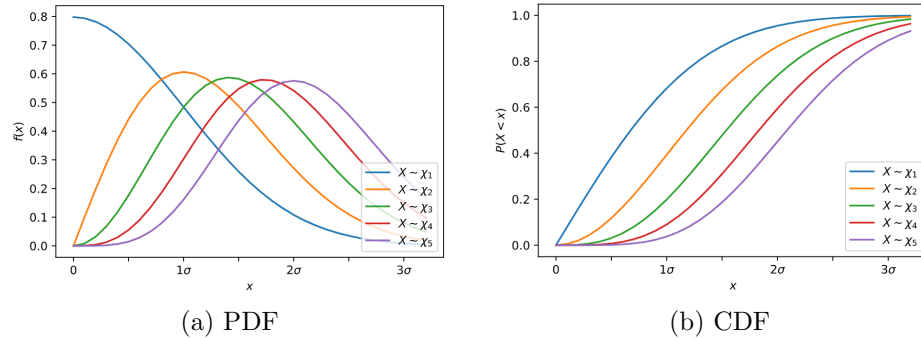 0.8
0.7
0.6
0.5
0.4
0.3
0.2
0.1
0.0
f(x)
0
1σ
2σ
3σ
x
X ~ χ₁
X ~ χ₂
X ~ χ₃
X ~ χ₄
X ~ χ₅
(a) PDF
1.0
0.8
0.6
0.4
0.2
0.0
P(X < x)
0
1σ
2σ
3σ
x
X ~ χ₁
X ~ χ₂
X ~ χ₃
X ~ χ₄
X ~ χ₅
(b) CDF